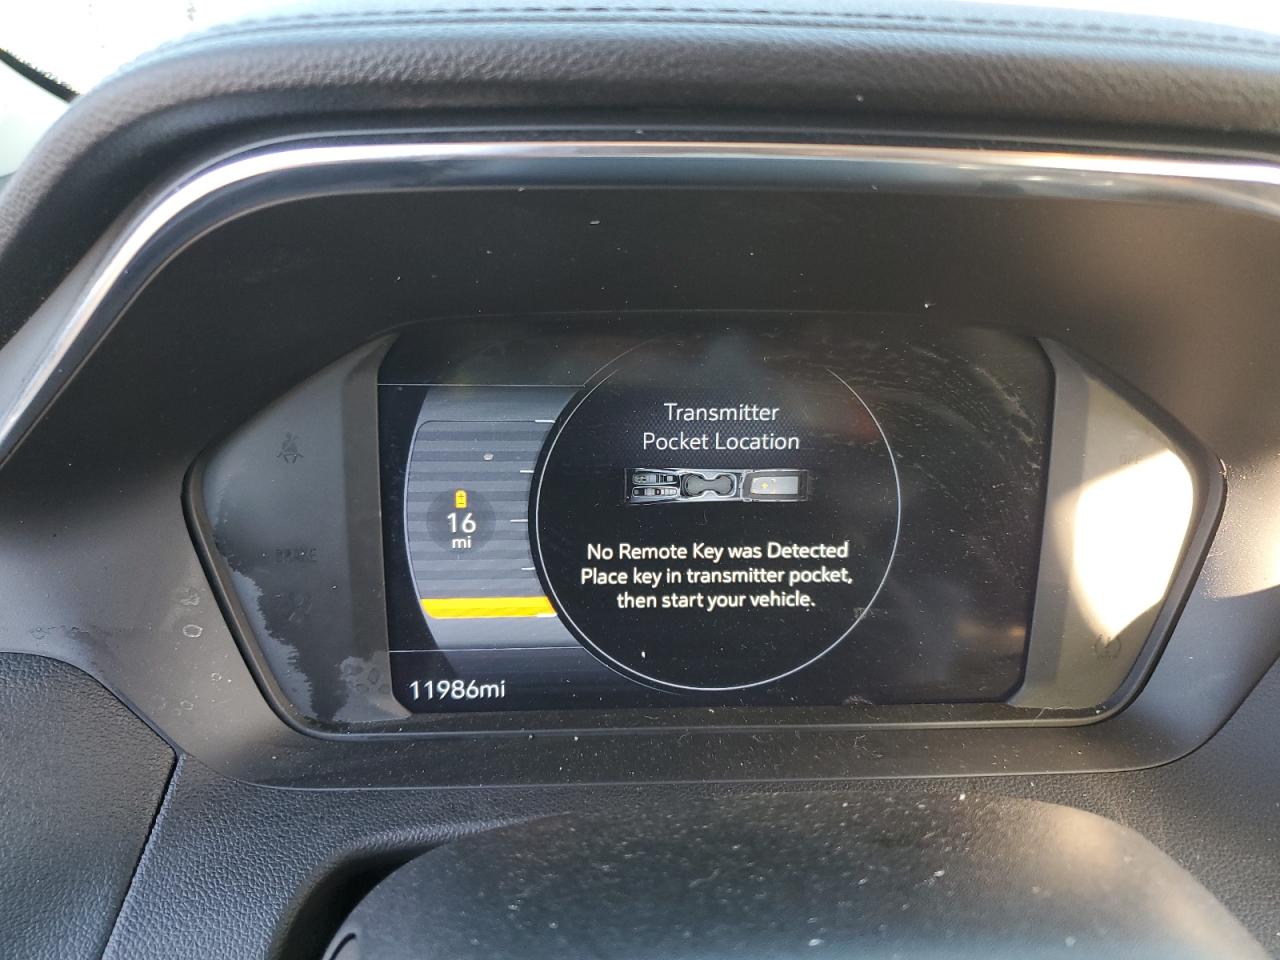 Transmitter
Pocket Location
16
mi
No Remote Key was Detected
Place key in transmitter pocket,
then start your vehicle.
11986mi
BRAKE